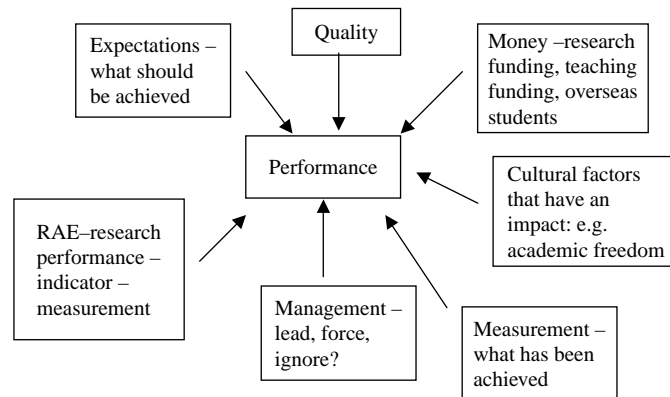 Expectations –
what should
be achieved
Quality
Money –research
funding, teaching
funding, overseas
students
Performance
Cultural factors
that have an
impact: e.g.
academic freedom
RAE–research
performance –
indicator –
measurement
Management –
lead, force,
ignore?
Measurement –
what has been
achieved